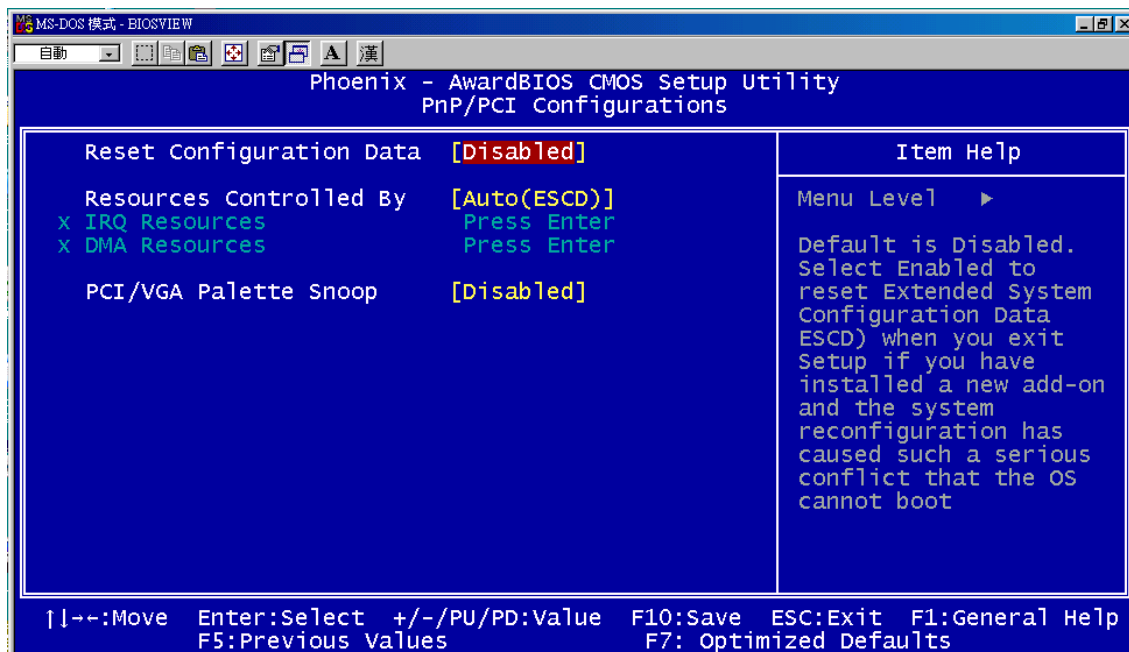 MS-DOS 模式 - BIOSVIEW
自動
A 漢
Phoenix - AwardBIOS CMOS Setup Utility
PnP/PCI Configurations
Reset Configuration Data [Disabled]
Resources Controlled By [Auto(ESCD)]
x IRQ Resources Press Enter
x DMA Resources Press Enter
PCI/VGA Palette Snoop [Disabled]
Item Help
Menu Level ▶
Default is Disabled.
Select Enabled to
reset Extended System
Configuration Data
ESCD) when you exit
Setup if you have
installed a new add-on
and the system
reconfiguration has
caused such a serious
conflict that the OS
cannot boot
↑↓→←:Move Enter:Select +/-/PU/PD:Value F10:Save ESC:Exit F1:General Help
F5:Previous Values F7: Optimized Defaults